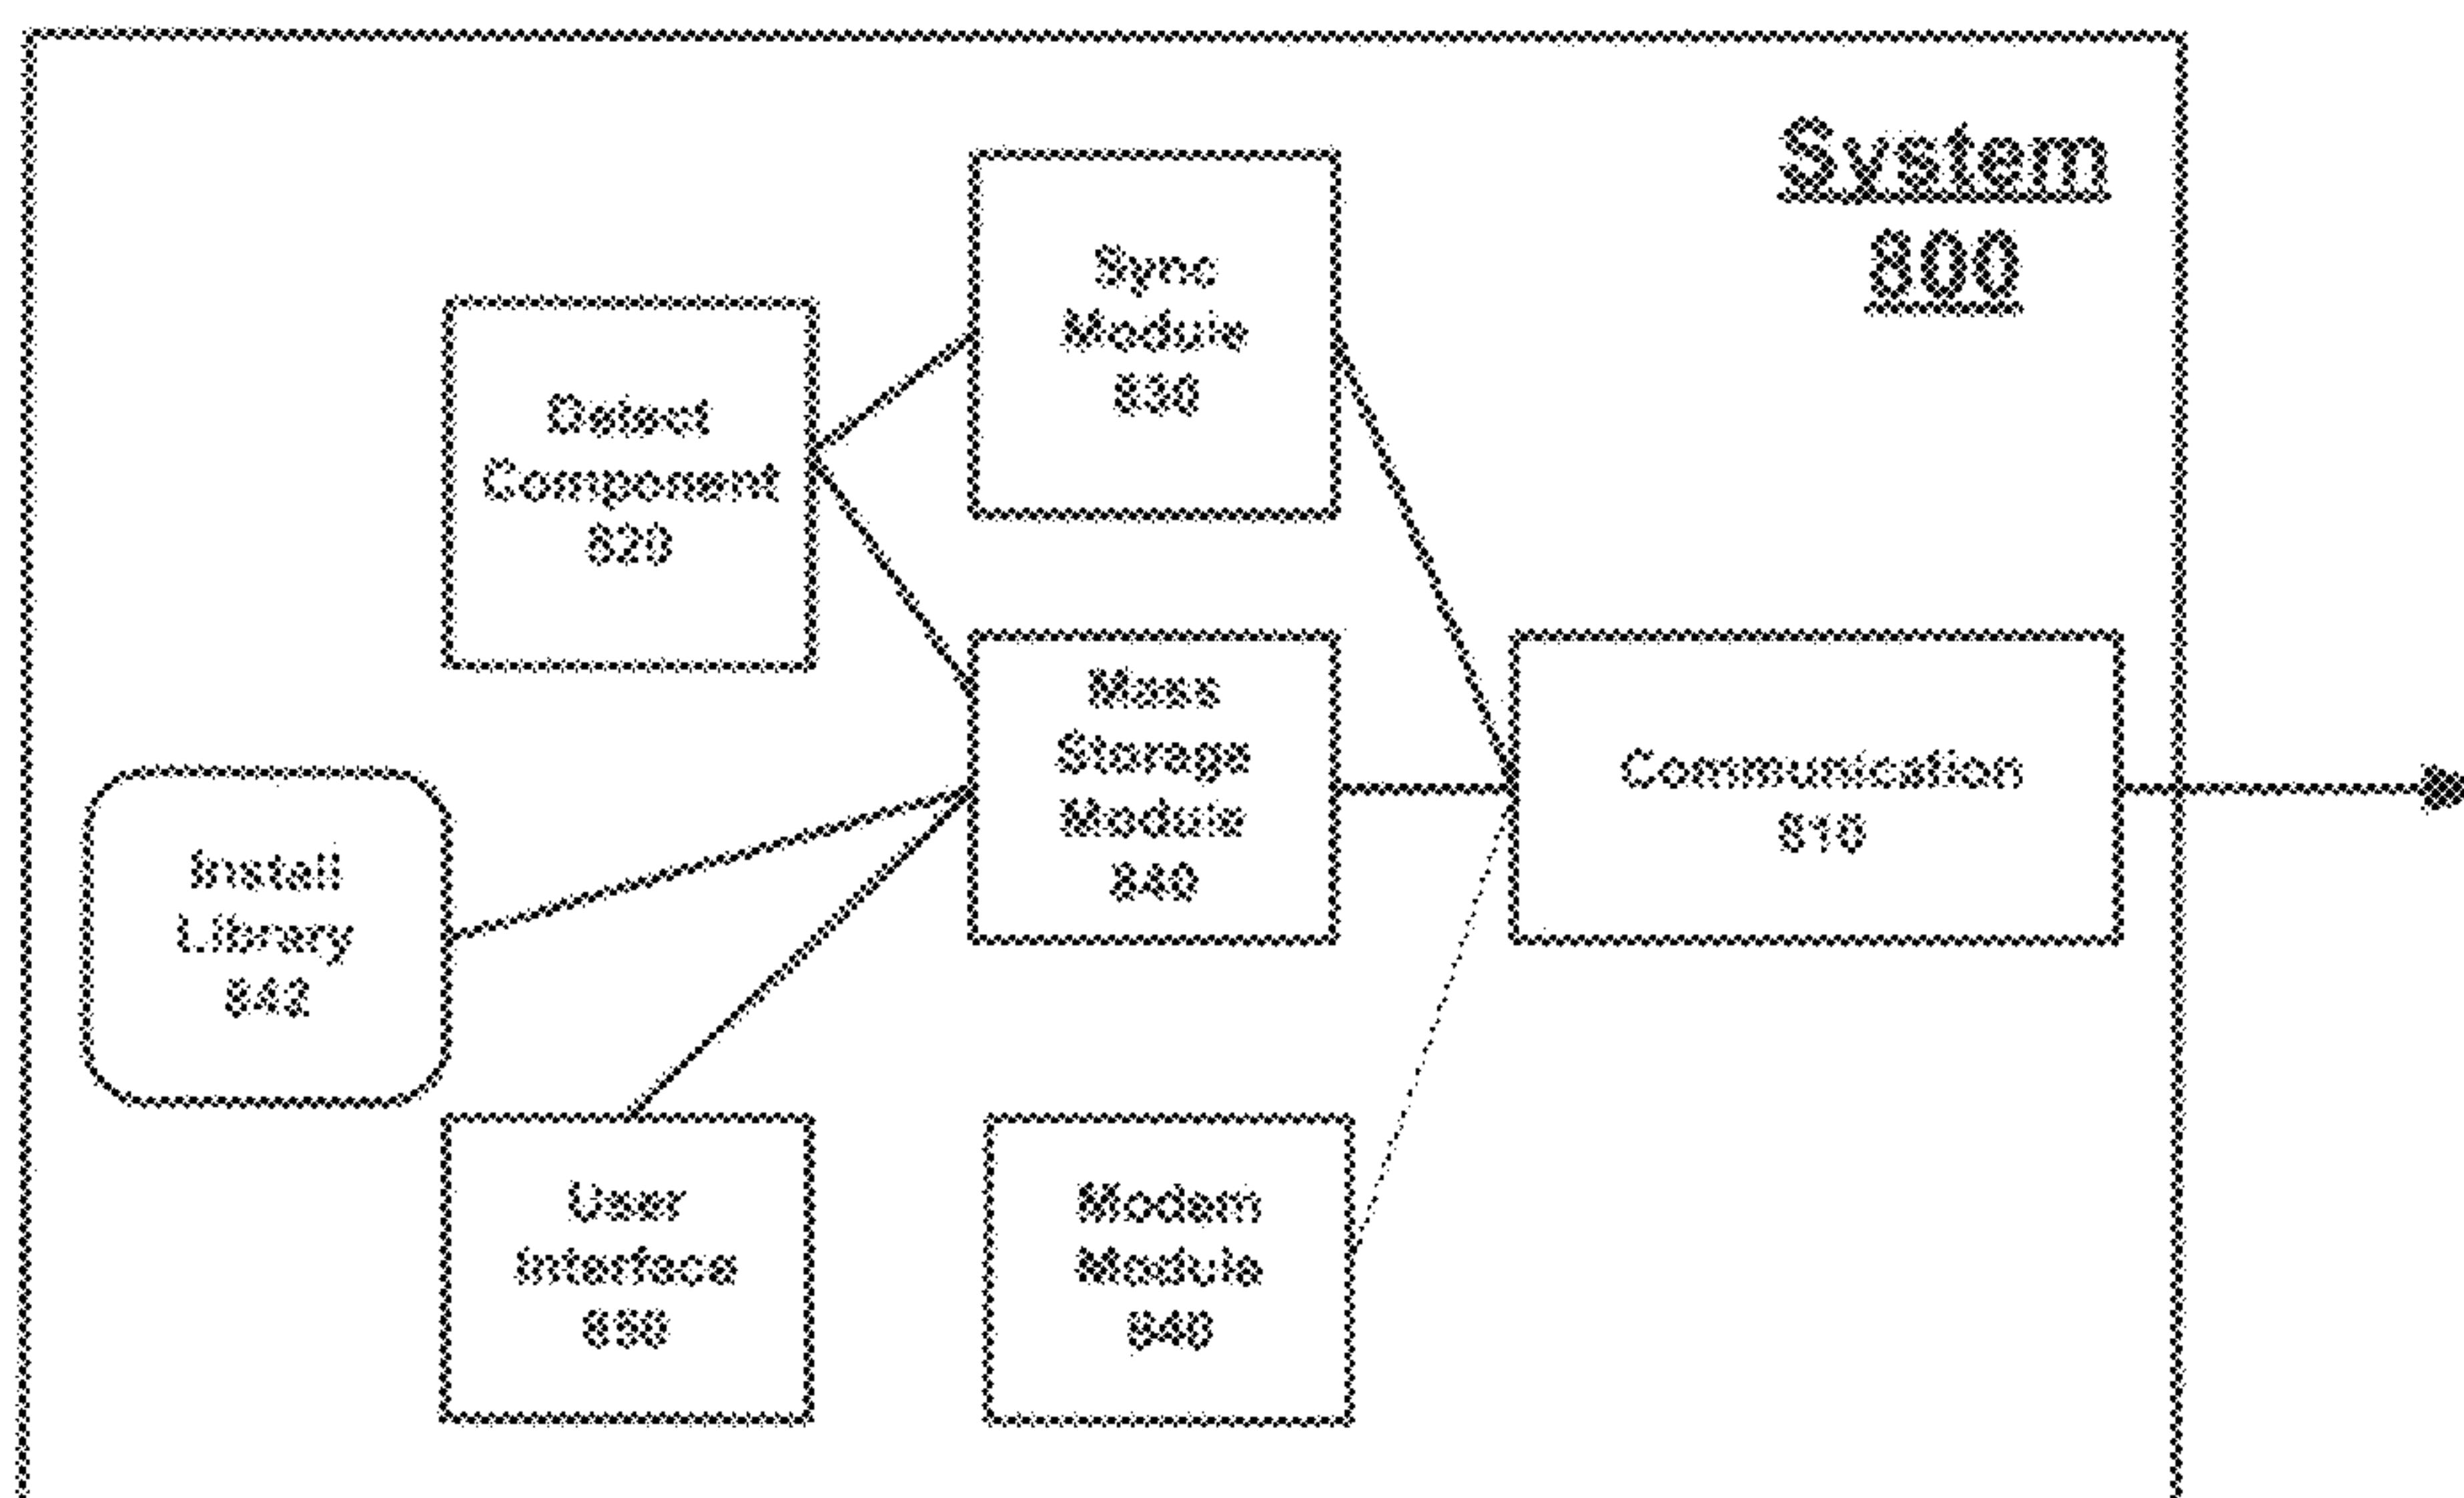 System
800
Sync
Module
830
Detect
Component
820
Mass
Storage
Module
840
Communication
810
Install
Library
842
User
Interface
Modem
Module